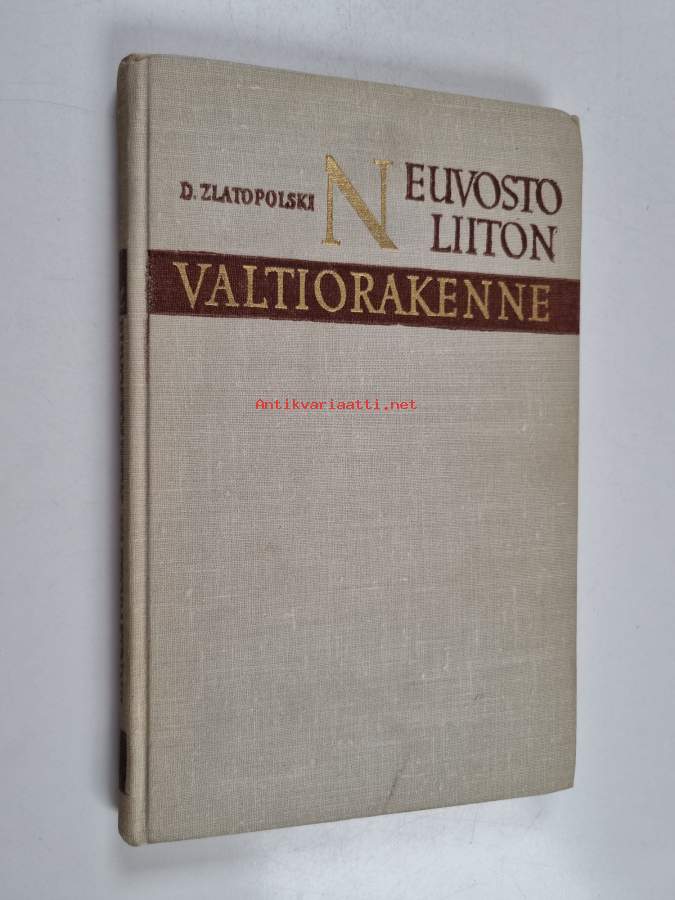 D. ZLATOPOLSKI
NEUVOSTO
LIITON
VALTIORAKENNE
Antikvariaatti.net